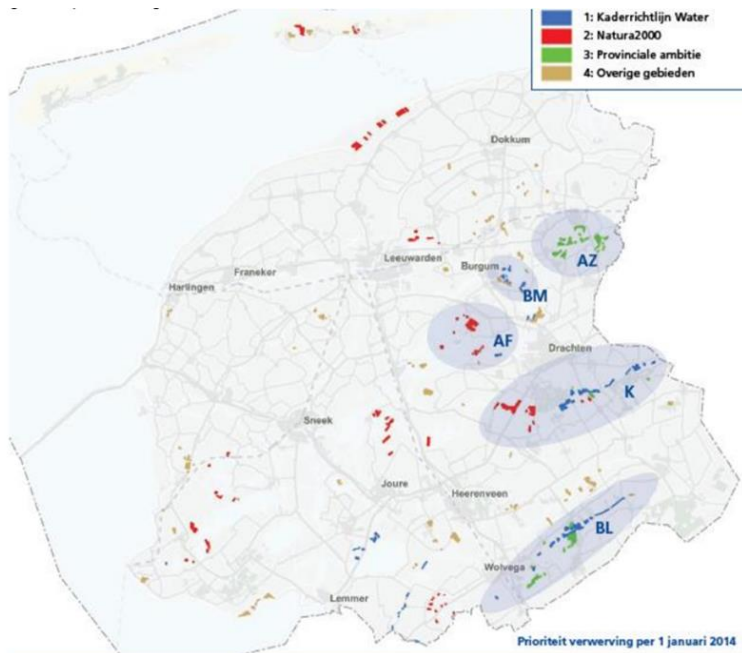 1: Kaderrichtlijn Water
2: Natura2000
3: Provinciale ambitie
4: Overige gebieden
Dokkum
Leeuwarden
Burgum
AZ
Franeker
Harlingen
BM
AF
Drachten
K
Sneek
Joure
Heerenveen
BL
Wolvega
Lemmer
Prioriteit verwerving per 1 januari 2014